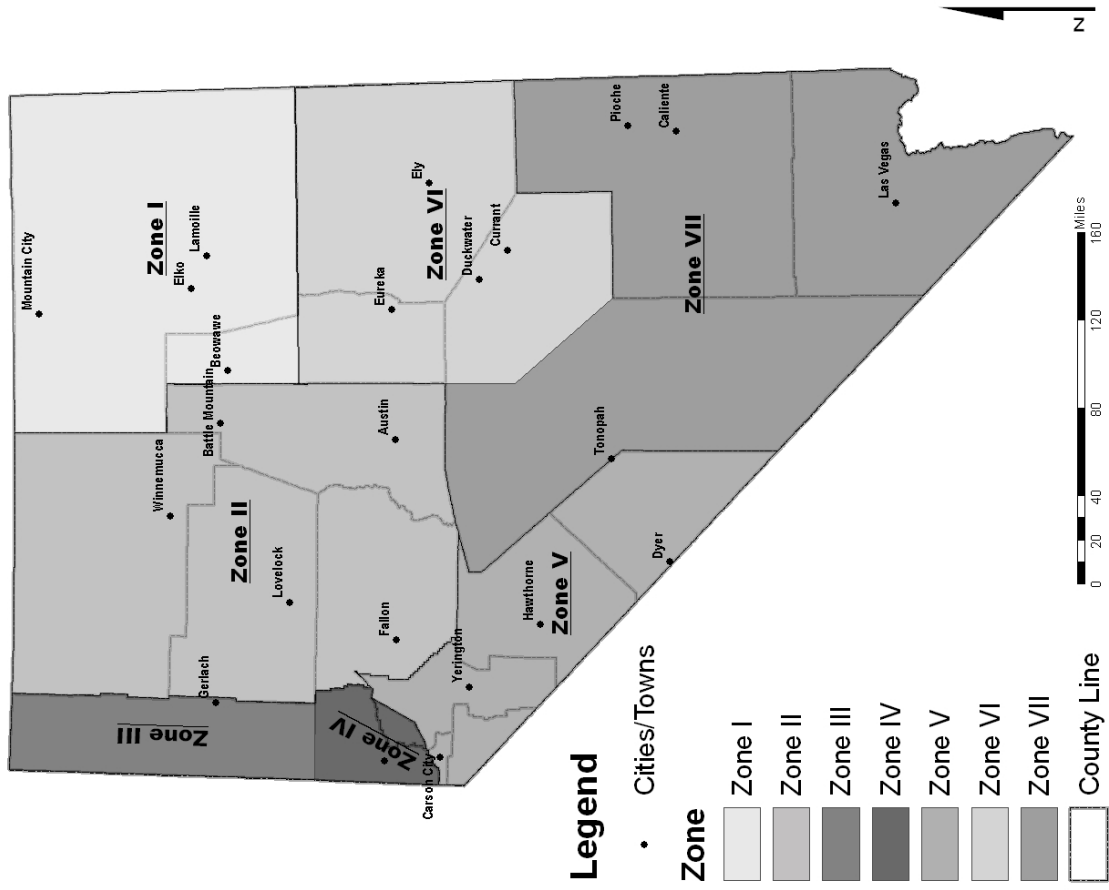 Mountain City
Zone I
Elko
Lamoille
Beowawe
Battle Mountain
Winnemucca
Zone II
Lovelock
Gerlach
Zone III
Zone IV
Eureka
Zone VI
Ely
Duckwater
Currant
Austin
Fallon
Yerington
Carson City
Hawthorne
Zone V
Dyer
Tonopah
Zone VII
Pioche
Caliente
Las Vegas
Z
0 20 40 80 120 160
Miles
Legend
Cities/Towns
Zone
Zone I
Zone II
Zone III
Zone IV
Zone V
Zone VI
Zone VII
County Line